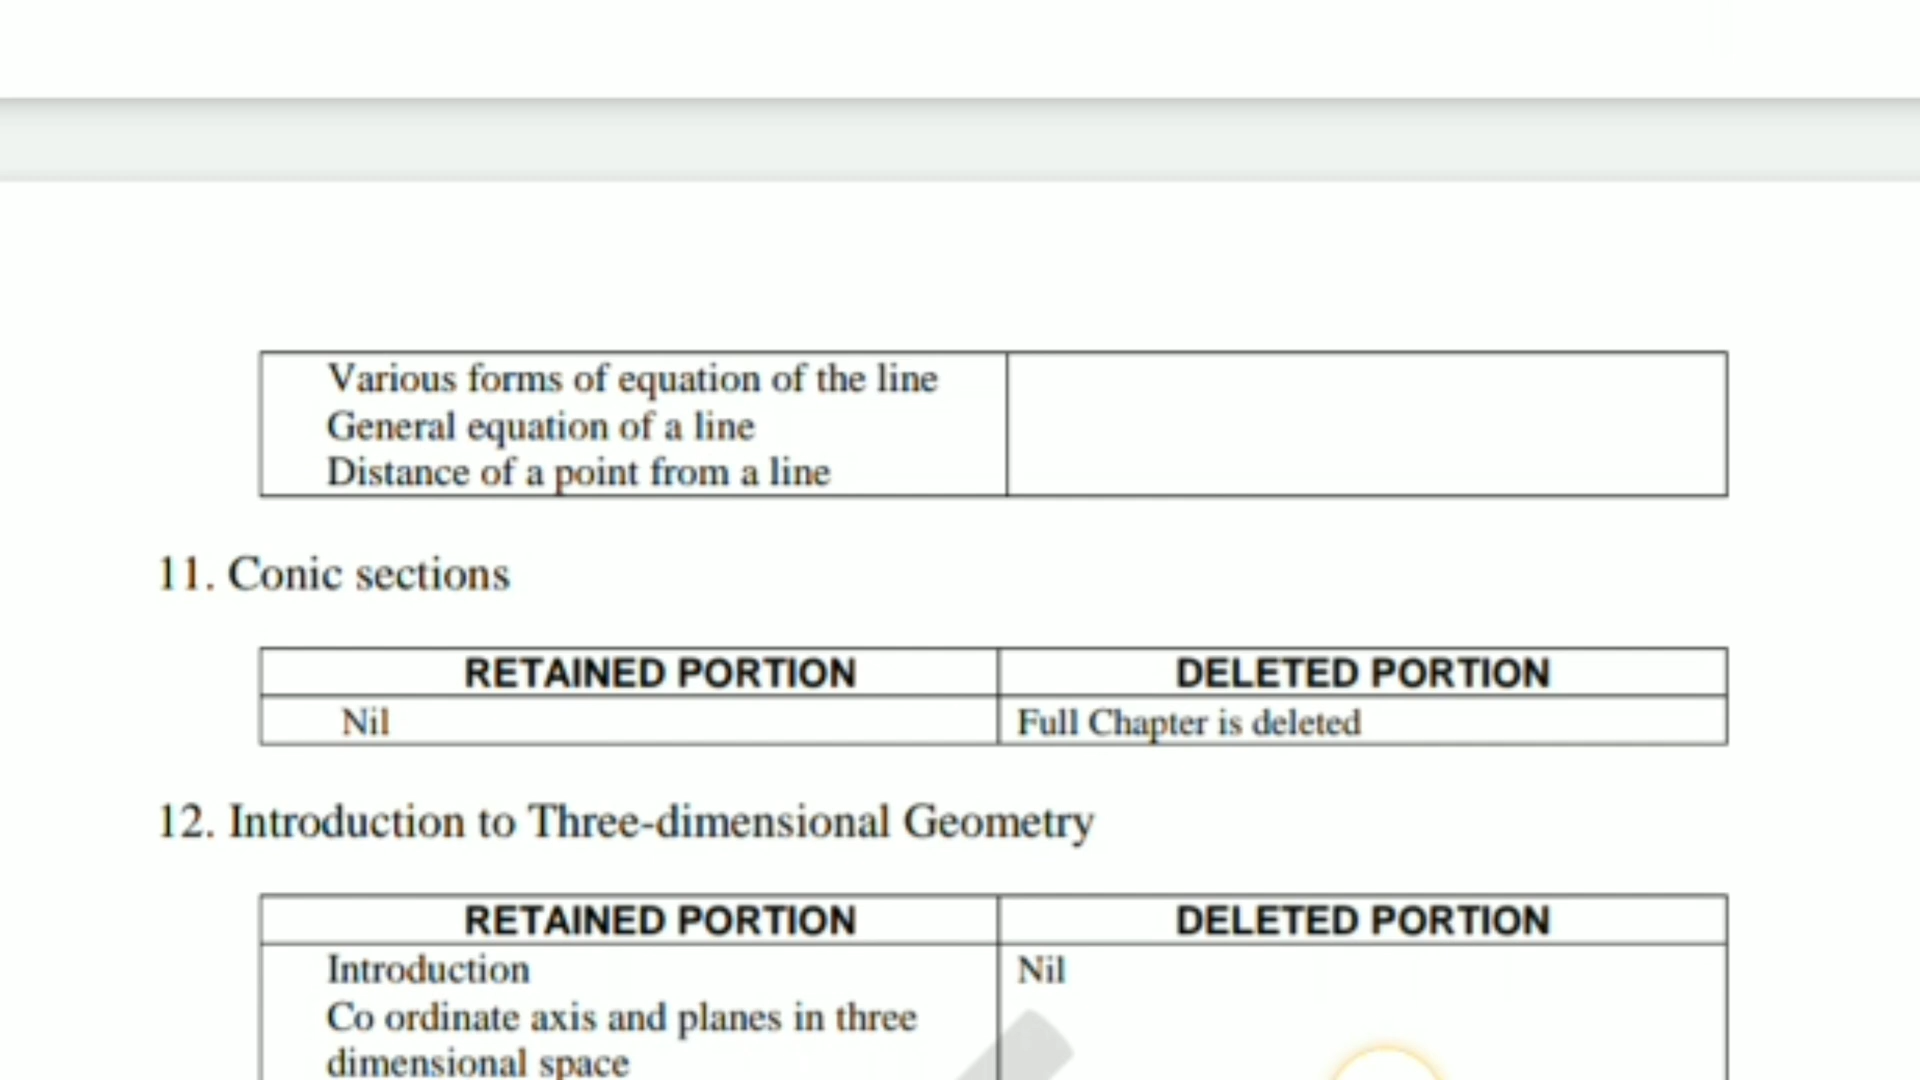 Various forms of equation of the line
General equation of a line
Distance of a point from a line
11. Conic sections
RETAINED PORTION DELETED PORTION
Nil Full Chapter is deleted
12. Introduction to Three-dimensional Geometry
RETAINED PORTION DELETED PORTION
Introduction Nil
Co ordinate axis and planes in three
dimensional space